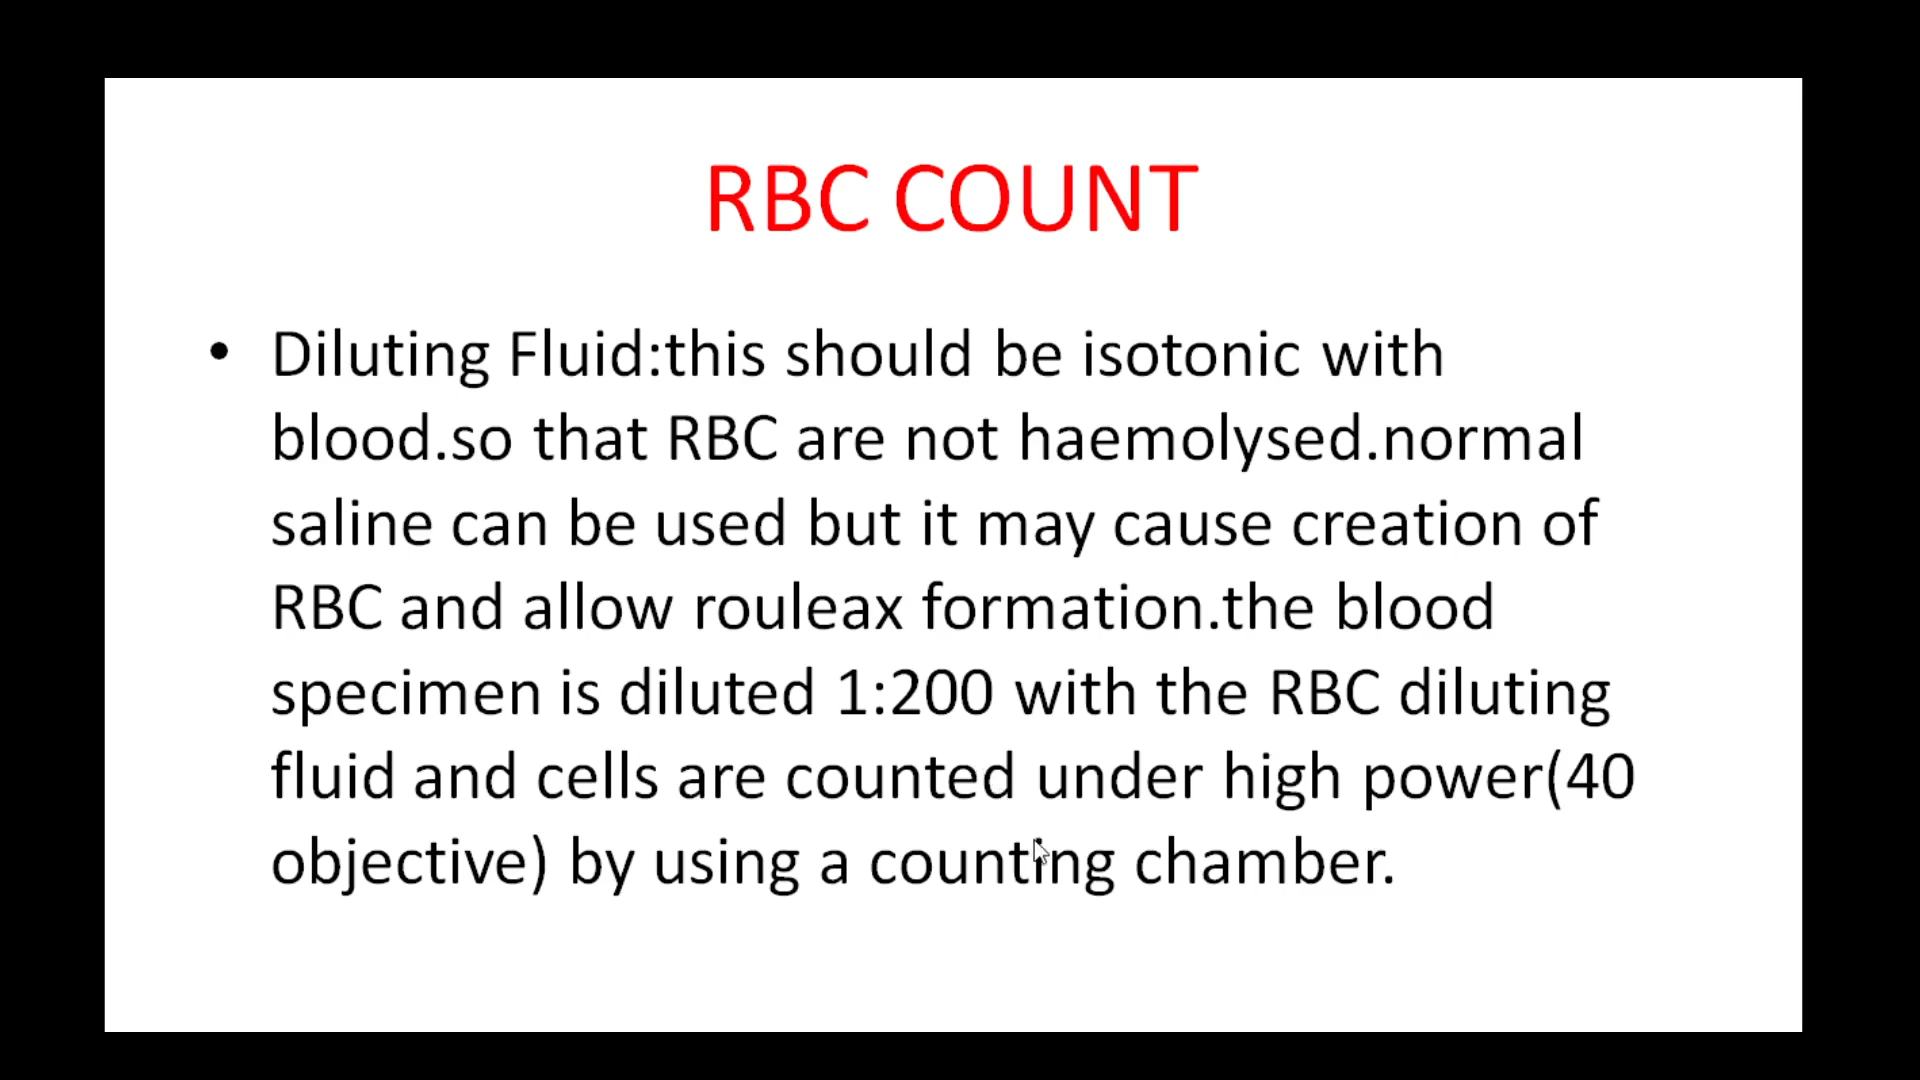 RBC COUNT
• Diluting Fluid:this should be isotonic with
blood.so that RBC are not haemolysed.normal
saline can be used but it may cause creation of
RBC and allow rouleax formation.the blood
specimen is diluted 1:200 with the RBC diluting
fluid and cells are counted under high power(40
objective) by using a counting chamber.